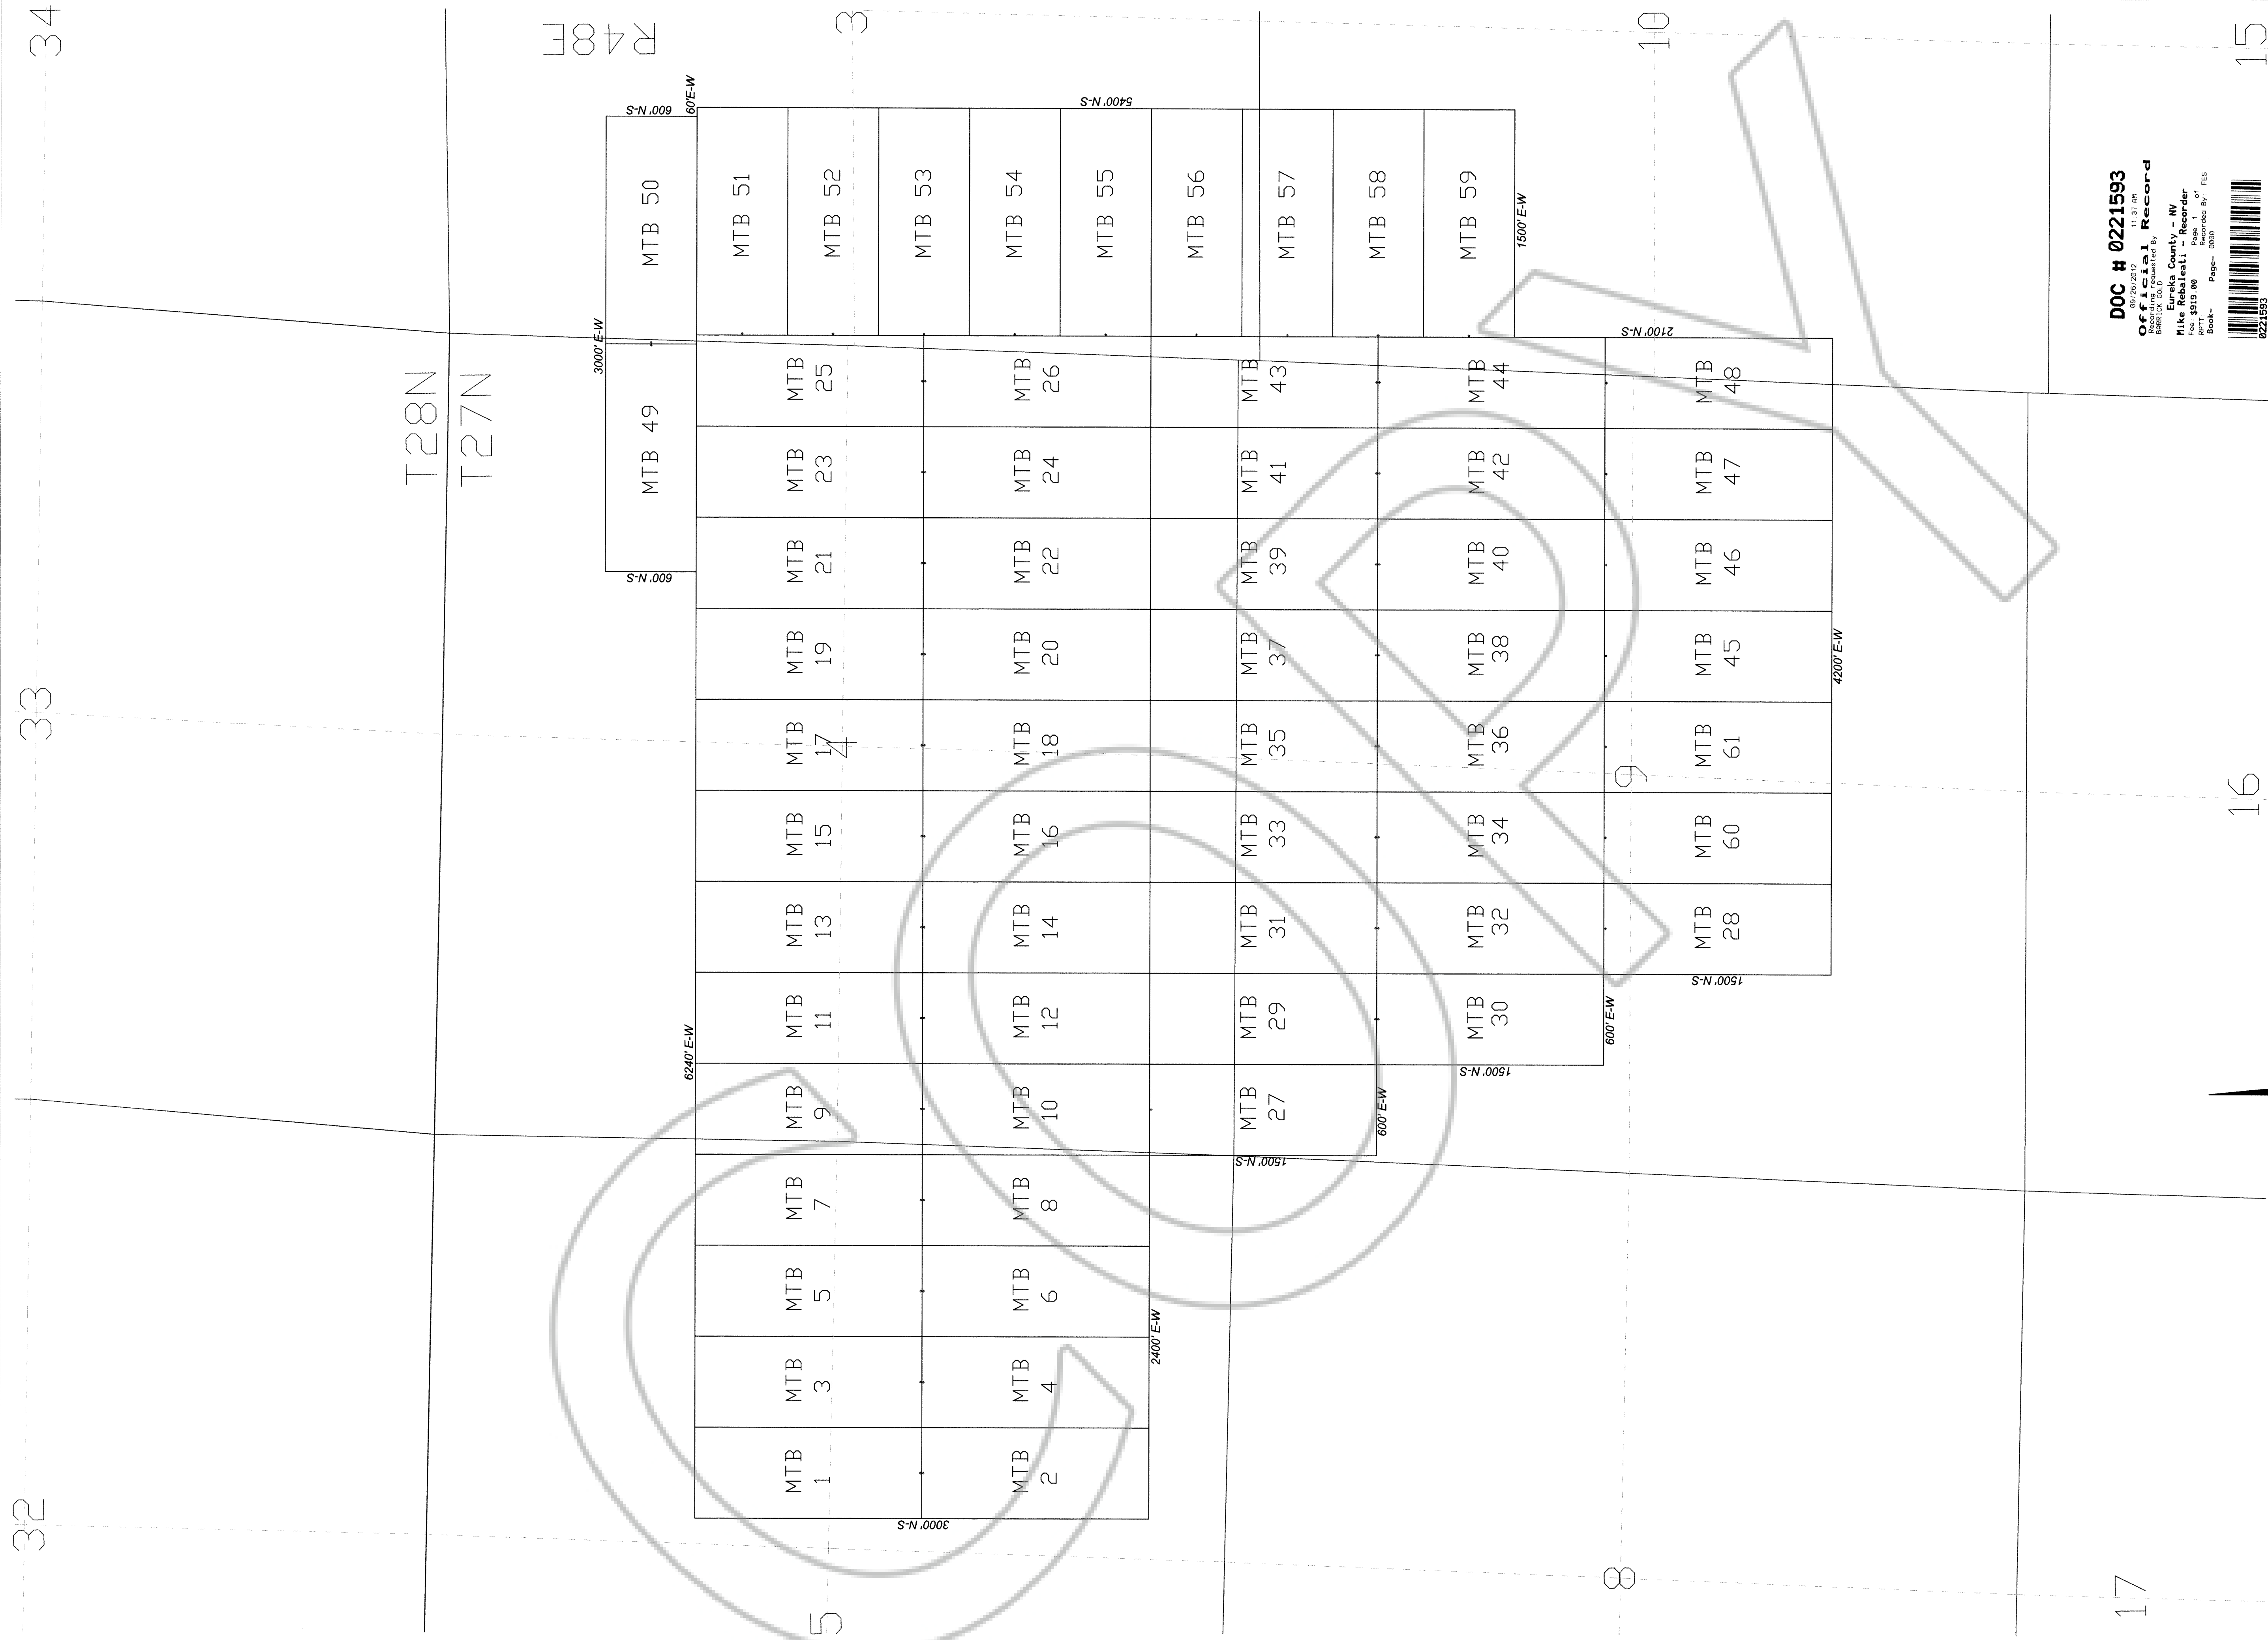 34
33
32
R48E
T28N
T27N
3
10
15
4
9
16
5
8
17
600' N-S
60'E-W
5400' N-S
3000' E-W
600' N-S
1500' E-W
2100' N-S
4200' E-W
1500' N-S
600' E-W
1500' N-S
600' E-W
1500' N-S
2400' E-W
3000' N-S
6240' E-W
MTB 49
MTB 50
MTB 51
MTB 52
MTB 53
MTB 54
MTB 55
MTB 56
MTB 57
MTB 58
MTB 59
MTB
1
MTB
3
MTB
5
MTB
7
MTB
9
MTB
11
MTB
13
MTB
15
MTB
17
MTB
19
MTB
21
MTB
23
MTB
25
MTB
2
MTB
4
MTB
6
MTB
8
MTB
10
MTB
12
MTB
14
MTB
16
MTB
18
MTB
20
MTB
22
MTB
24
MTB
26
MTB
27
MTB
29
MTB
31
MTB
33
MTB
35
MTB
37
MTB
39
MTB
41
MTB
43
MTB
30
MTB
32
MTB
34
MTB
36
MTB
38
MTB
40
MTB
42
MTB
44
MTB
28
MTB
60
MTB
61
MTB
45
MTB
46
MTB
47
MTB
48
DOC # 0221593
09/26/2012 11:37 AM
Official Record
Recording requested By
BARRICK GOLD
Eureka County - NV
Mike Rebaleati - Recorder
Fee: $919.00 Page 1 of
RPTT Recorded By: FES
Book- Page- 0000
0221593
COPY